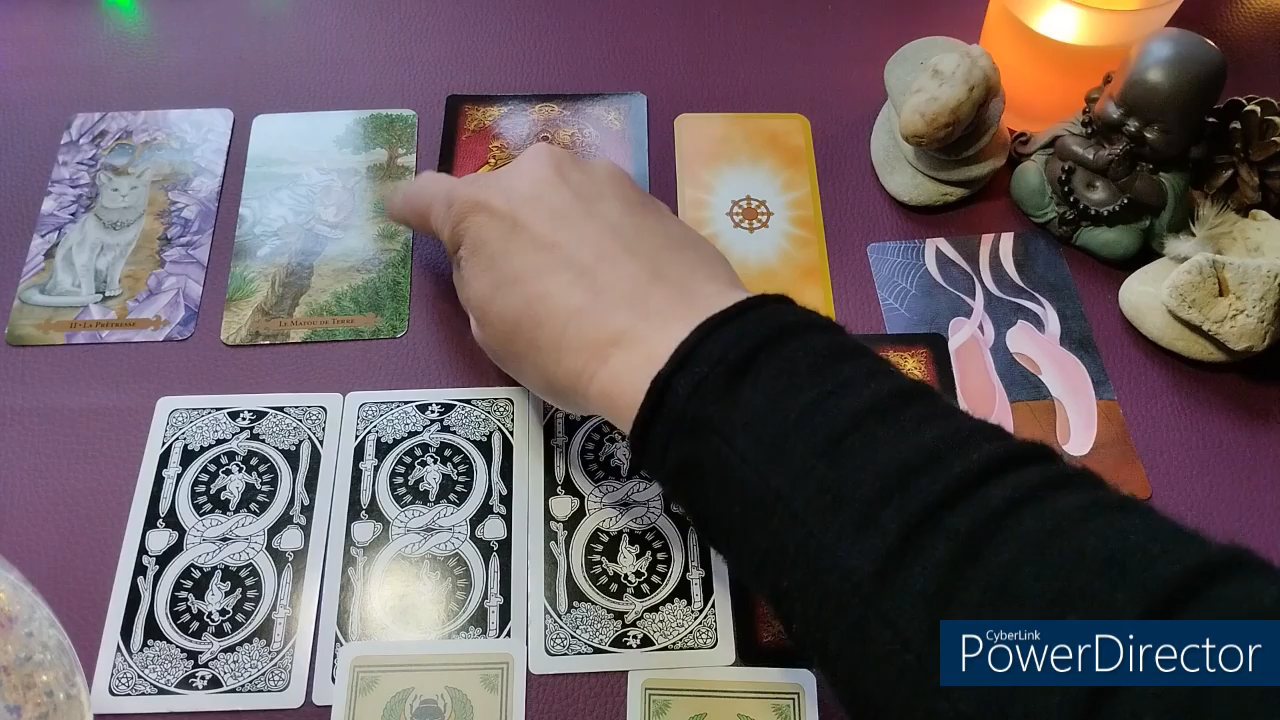 II • La Prêtresse
Le Matou de Terre
CyberLink
PowerDirector